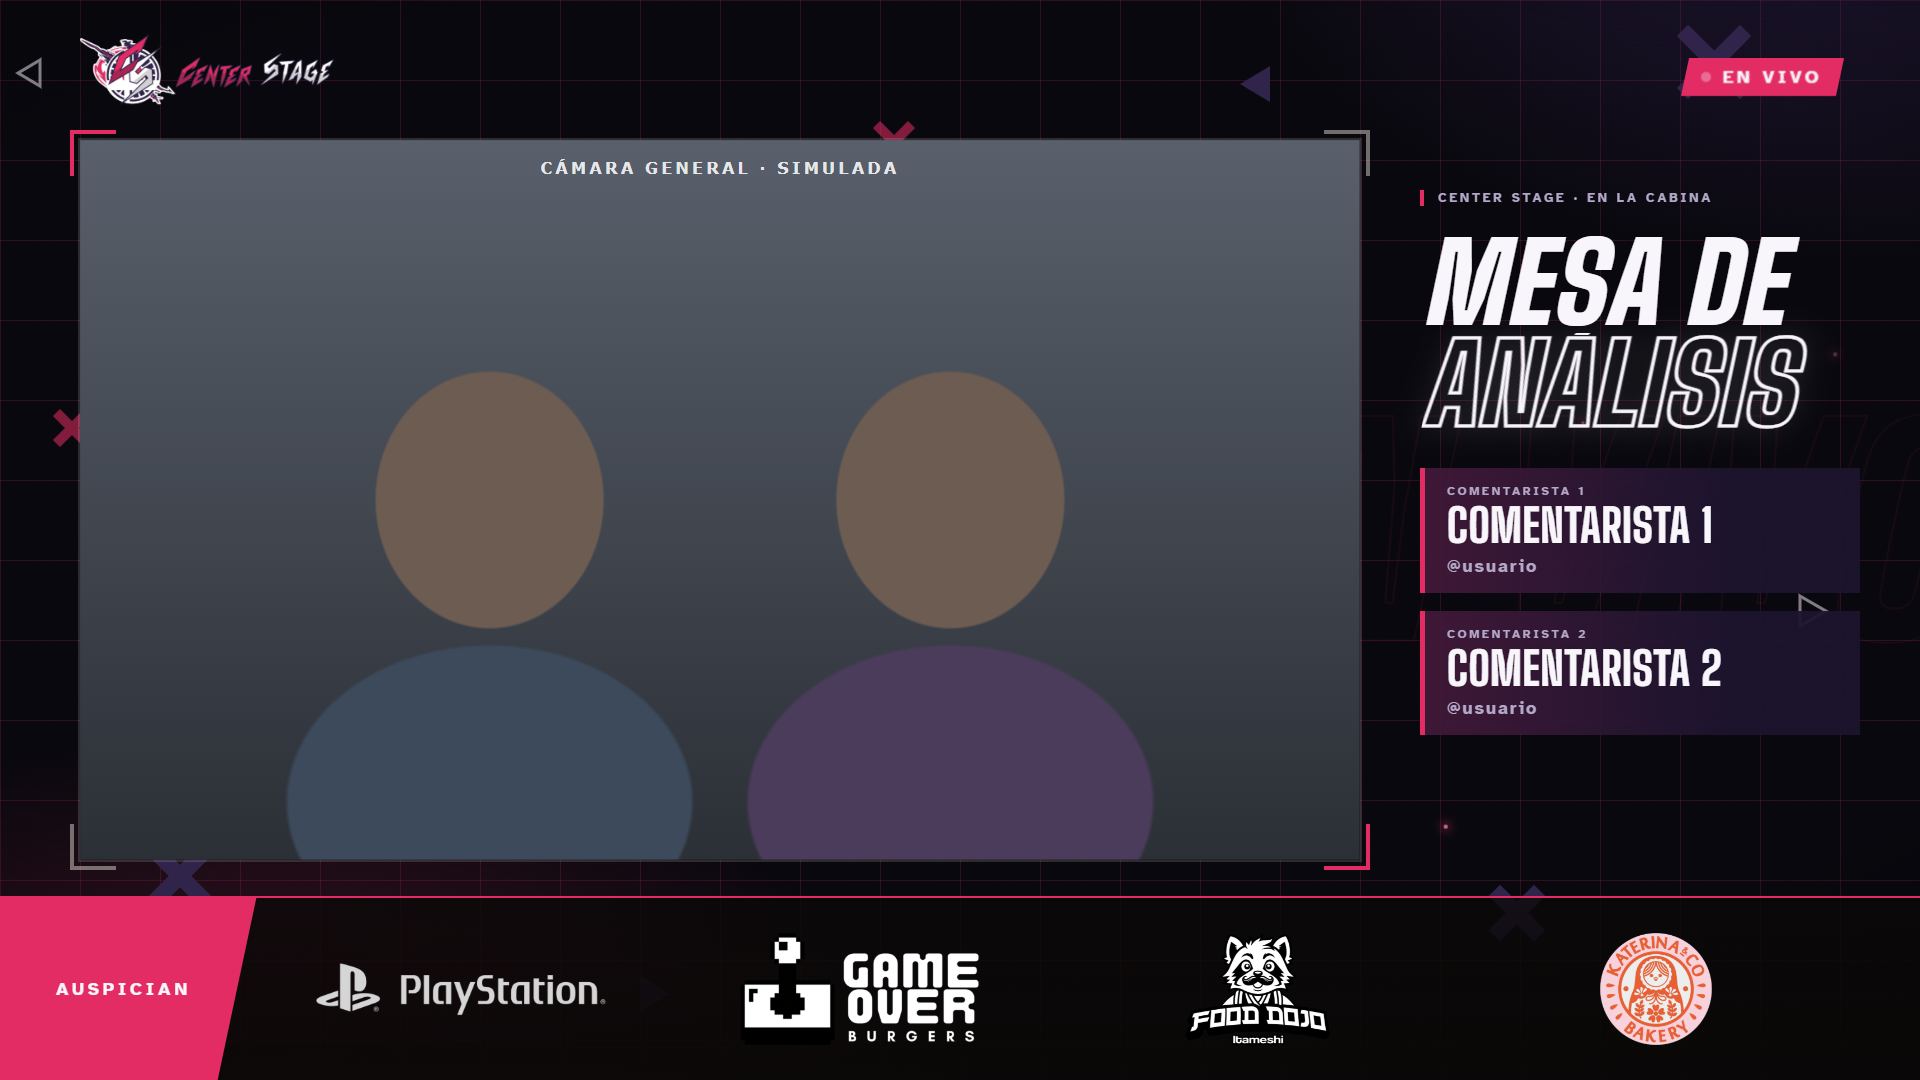 CENTER STAGE
EN VIVO
CÁMARA GENERAL · SIMULADA
CENTER STAGE · EN LA CABINA
MESA DE
ANÁLISIS
COMENTARISTA 1
COMENTARISTA 1
@usuario
COMENTARISTA 2
COMENTARISTA 2
@usuario
AUSPICIAN
PlayStation
GAME
OVER
BURGERS
FOOD DOJO
Itameshi
KATERINA & CO
BAKERY